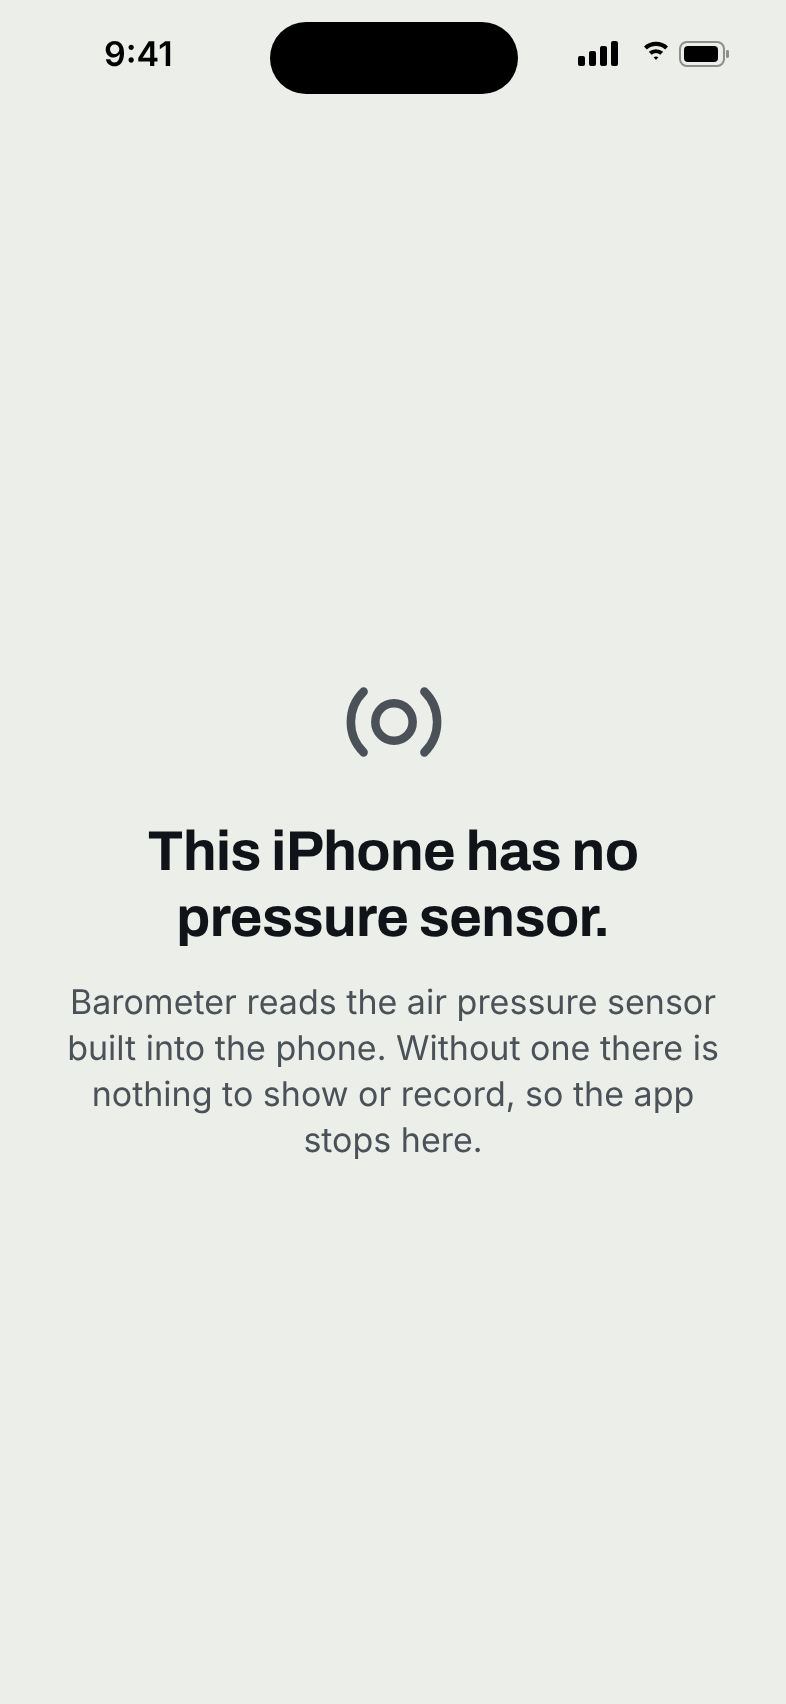 9:41
This iPhone has no
pressure sensor.
Barometer reads the air pressure sensor
built into the phone. Without one there is
nothing to show or record, so the app
stops here.